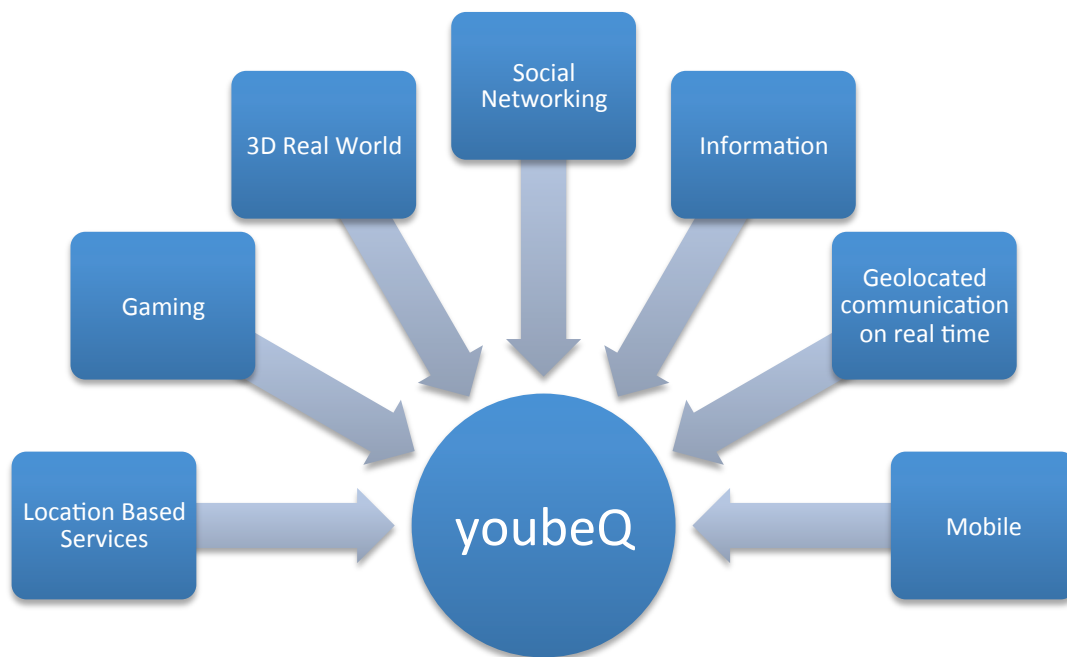 Social
Networking
3D Real World
Information
Gaming
Geolocated
communication
on real time
Location Based
Services
youbeQ
Mobile